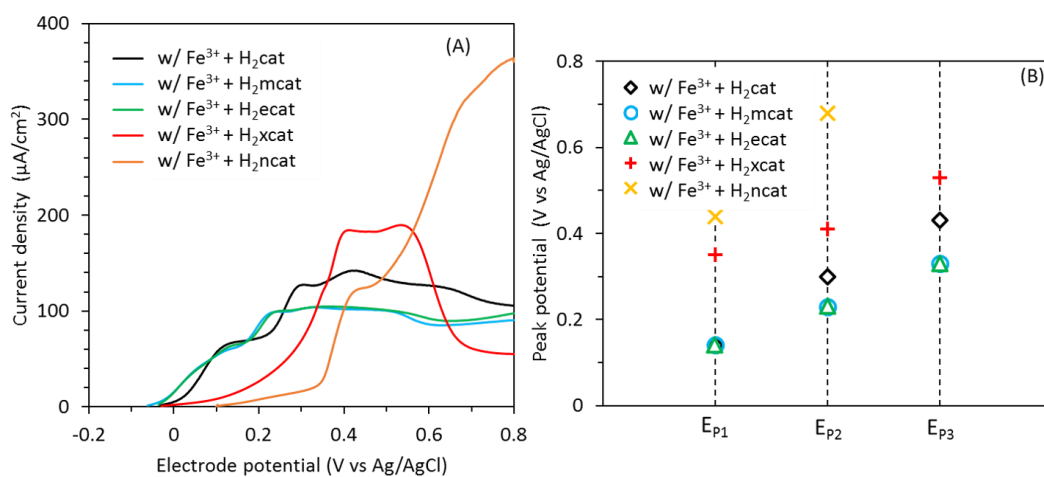 (A)
400
300
200
100
0
Current density (μA/cm²)
w/ Fe³⁺ + H₂cat
w/ Fe³⁺ + H₂mcat
w/ Fe³⁺ + H₂ecat
w/ Fe³⁺ + H₂xcat
w/ Fe³⁺ + H₂ncat
-0.2 0 0.2 0.4 0.6 0.8
Electrode potential (V vs Ag/AgCl)
(B)
0.8
0.6
0.4
0.2
0
Peak potential (V vs Ag/AgCl)
w/ Fe³⁺ + H₂cat
w/ Fe³⁺ + H₂mcat
w/ Fe³⁺ + H₂ecat
w/ Fe³⁺ + H₂xcat
w/ Fe³⁺ + H₂ncat
E_P1 E_P2 E_P3